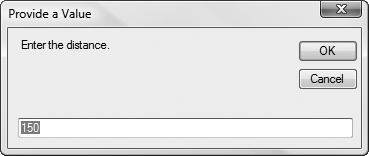 Provide a Value
Enter the distance.
OK
Cancel
150